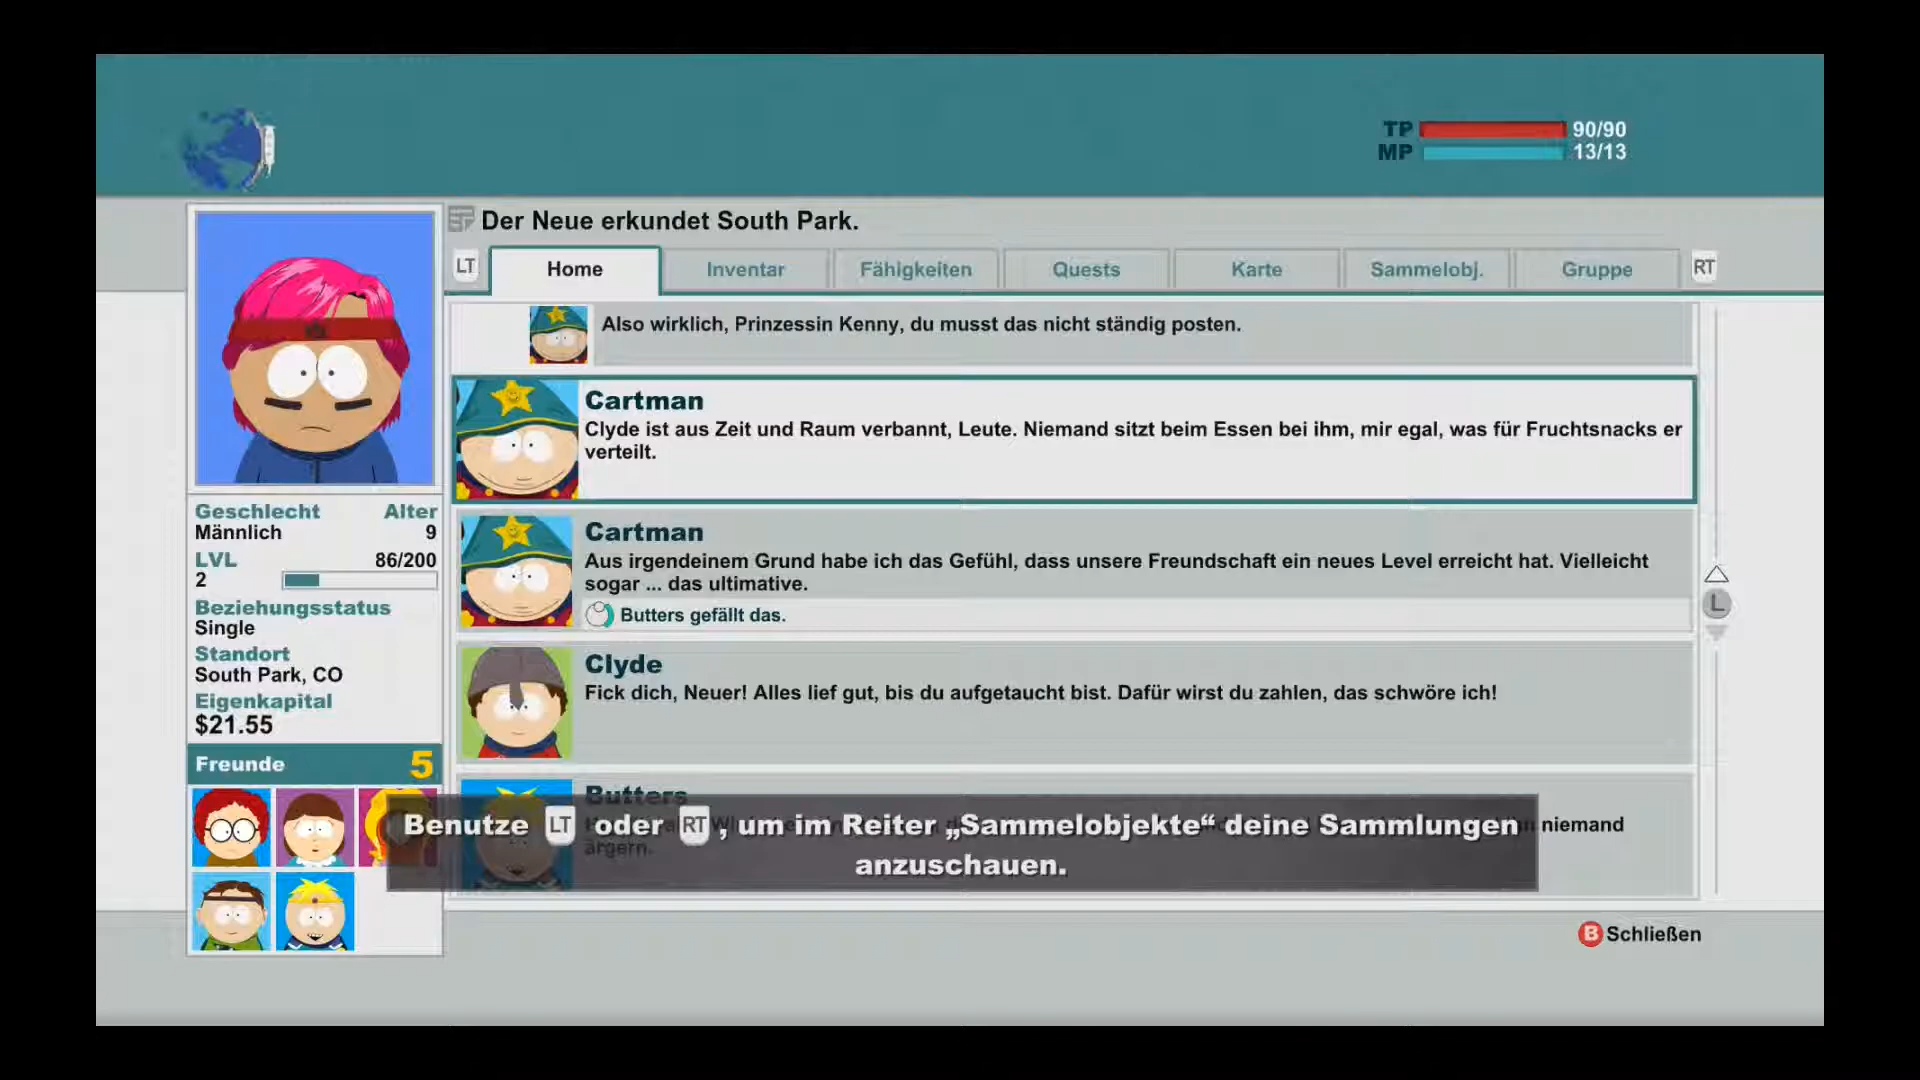 TP 90/90
MP 13/13
Der Neue erkundet South Park.
LT Home Inventar Fähigkeiten Quests Karte Sammelobj. Gruppe RT
Also wirklich, Prinzessin Kenny, du musst das nicht ständig posten.
Cartman
Clyde ist aus Zeit und Raum verbannt, Leute. Niemand sitzt beim Essen bei ihm, mir egal, was für Fruchtsnacks er
verteilt.
Cartman
Aus irgendeinem Grund habe ich das Gefühl, dass unsere Freundschaft ein neues Level erreicht hat. Vielleicht
sogar ... das ultimative.
Butters gefällt das.
Clyde
Fick dich, Neuer! Alles lief gut, bis du aufgetaucht bist. Dafür wirst du zahlen, das schwöre ich!
Butters
niemand
ärgern.
Geschlecht Alter
Männlich 9
LVL 86/200
2
Beziehungsstatus
Single
Standort
South Park, CO
Eigenkapital
$21.55
Freunde 5
Benutze LT oder RT, um im Reiter „Sammelobjekte“ deine Sammlungen
anzuschauen.
L
B Schließen